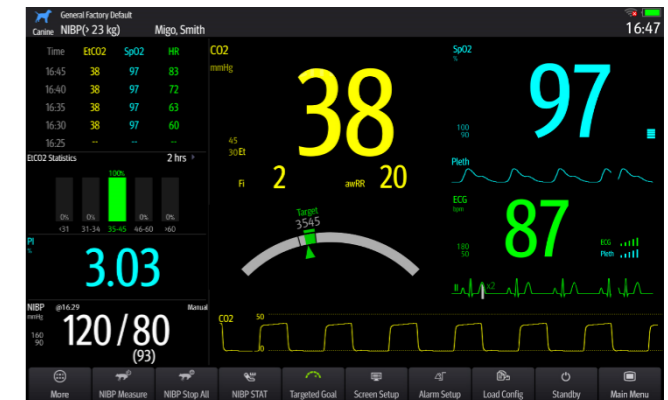 General Factory Default
Canine NIBP(> 23 kg) Migo, Smith
16:47
Time EtCO2 SpO2 HR
16:45 38 97 83
16:40 38 97 72
16:35 38 97 63
16:30 38 97 60
16:25 -- -- --
EtCO2 Statistics 2 hrs
100%
0% 0% 0% 0%
<31 31-34 35-45 46-60 >60
PI
%
3.03
NIBP @16:29 Manual
mmHg
160
90
120/80
(93)
CO2
mmHg
38
45
30 Et
Fi 2 awRR 20
Target
3545
SpO2
%
97
100
90
Pleth
ECG
bpm
87
180
50
ECG
Pleth
II x2
CO2 50
0
More NIBP Measure NIBP Stop All NIBP STAT Targeted Goal Screen Setup Alarm Setup Load Config Standby Main Menu